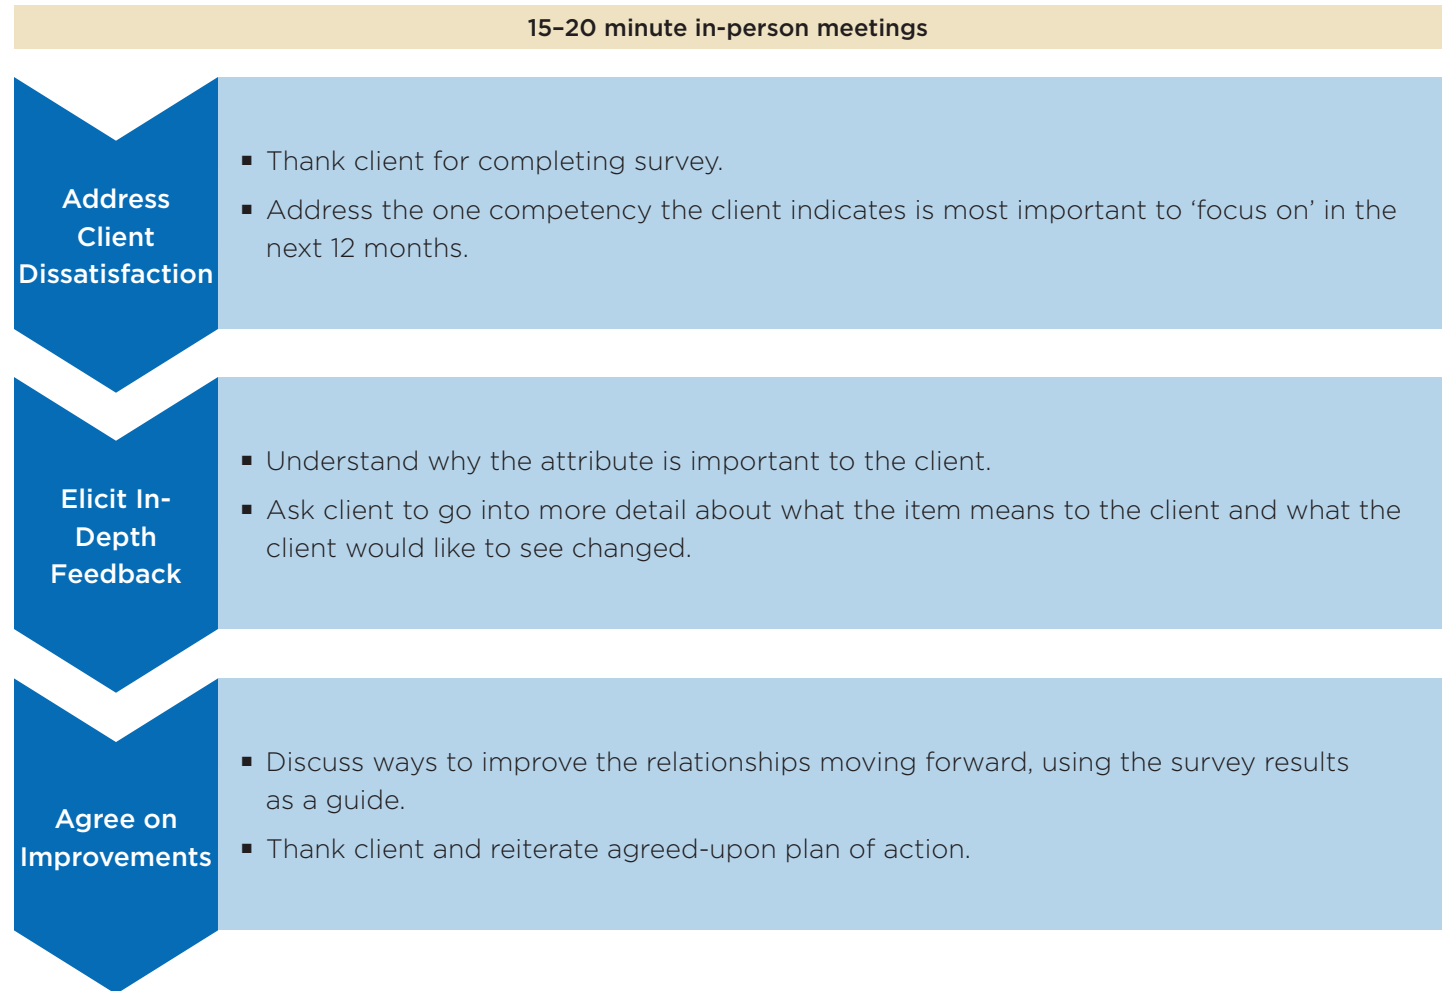 15–20 minute in-person meetings
Address
Client
Dissatisfaction
▪ Thank client for completing survey.
▪ Address the one competency the client indicates is most important to ‘focus on’ in the
next 12 months.
Elicit In-
Depth
Feedback
▪ Understand why the attribute is important to the client.
▪ Ask client to go into more detail about what the item means to the client and what the
client would like to see changed.
Agree on
Improvements
▪ Discuss ways to improve the relationships moving forward, using the survey results
as a guide.
▪ Thank client and reiterate agreed-upon plan of action.